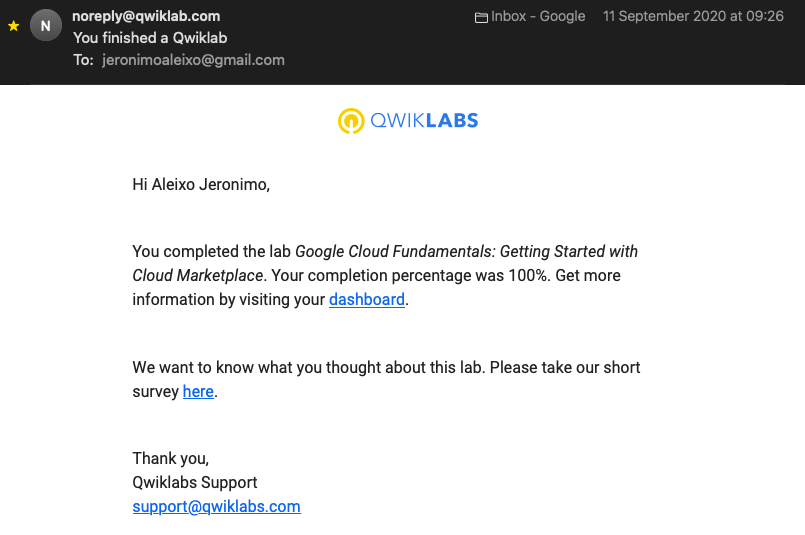 noreply@qwiklab.com
Inbox - Google 11 September 2020 at 09:26
N
You finished a Qwiklab
To: jeronimoaleixo@gmail.com
QWIKLABS
Hi Aleixo Jeronimo,
You completed the lab Google Cloud Fundamentals: Getting Started with
Cloud Marketplace. Your completion percentage was 100%. Get more
information by visiting your dashboard.
We want to know what you thought about this lab. Please take our short
survey here.
Thank you,
Qwiklabs Support
support@qwiklabs.com